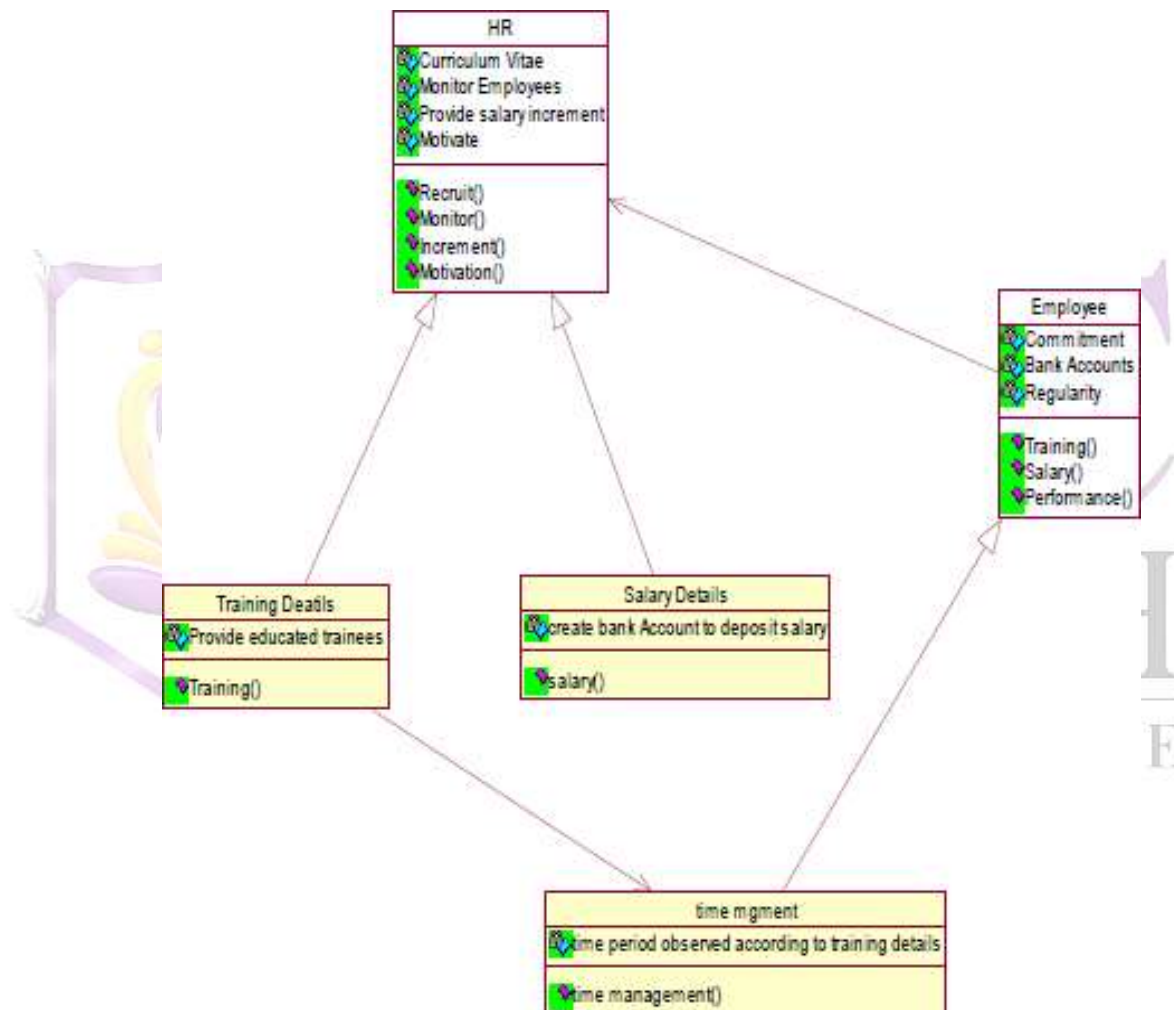 HR
Curriculum Vitae
Monitor Employees
Provide salary increment
Motivate
Recruit()
Monitor()
Increment()
Motivation()
Employee
Commitment
Bank Accounts
Regularity
Training()
Salary()
Performance()
Training Deatils
Provide educated trainees
Training()
Salary Details
create bank Account to deposit salary
salary()
time mgment
time period observed according to training details
time management()